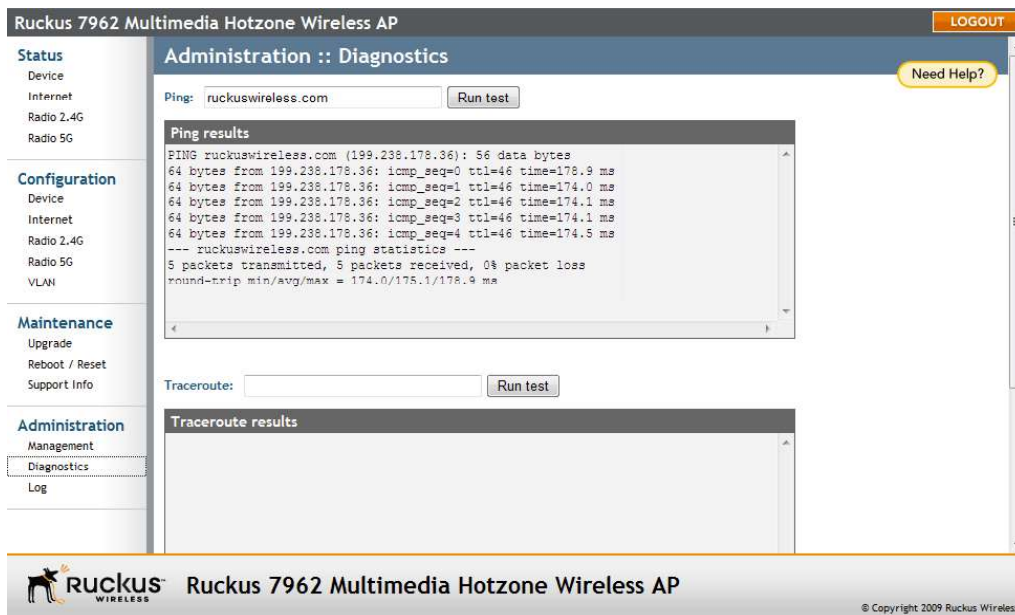 Ruckus 7962 Multimedia Hotzone Wireless AP
LOGOUT
Status
Device
Internet
Radio 2.4G
Radio 5G
Configuration
Device
Internet
Radio 2.4G
Radio 5G
VLAN
Maintenance
Upgrade
Reboot / Reset
Support Info
Administration
Management
Diagnostics
Log
Administration :: Diagnostics
Need Help?
Ping: ruckuswireless.com Run test
Ping results
PING ruckuswireless.com (199.238.178.36): 56 data bytes
64 bytes from 199.238.178.36: icmp_seq=0 ttl=46 time=178.9 ms
64 bytes from 199.238.178.36: icmp_seq=1 ttl=46 time=174.0 ms
64 bytes from 199.238.178.36: icmp_seq=2 ttl=46 time=174.1 ms
64 bytes from 199.238.178.36: icmp_seq=3 ttl=46 time=174.1 ms
64 bytes from 199.238.178.36: icmp_seq=4 ttl=46 time=174.5 ms
--- ruckuswireless.com ping statistics ---
5 packets transmitted, 5 packets received, 0% packet loss
round-trip min/avg/max = 174.0/175.1/178.9 ms
Traceroute: Run test
Traceroute results
Ruckus WIRELESS
Ruckus 7962 Multimedia Hotzone Wireless AP
© Copyright 2009 Ruckus Wireles